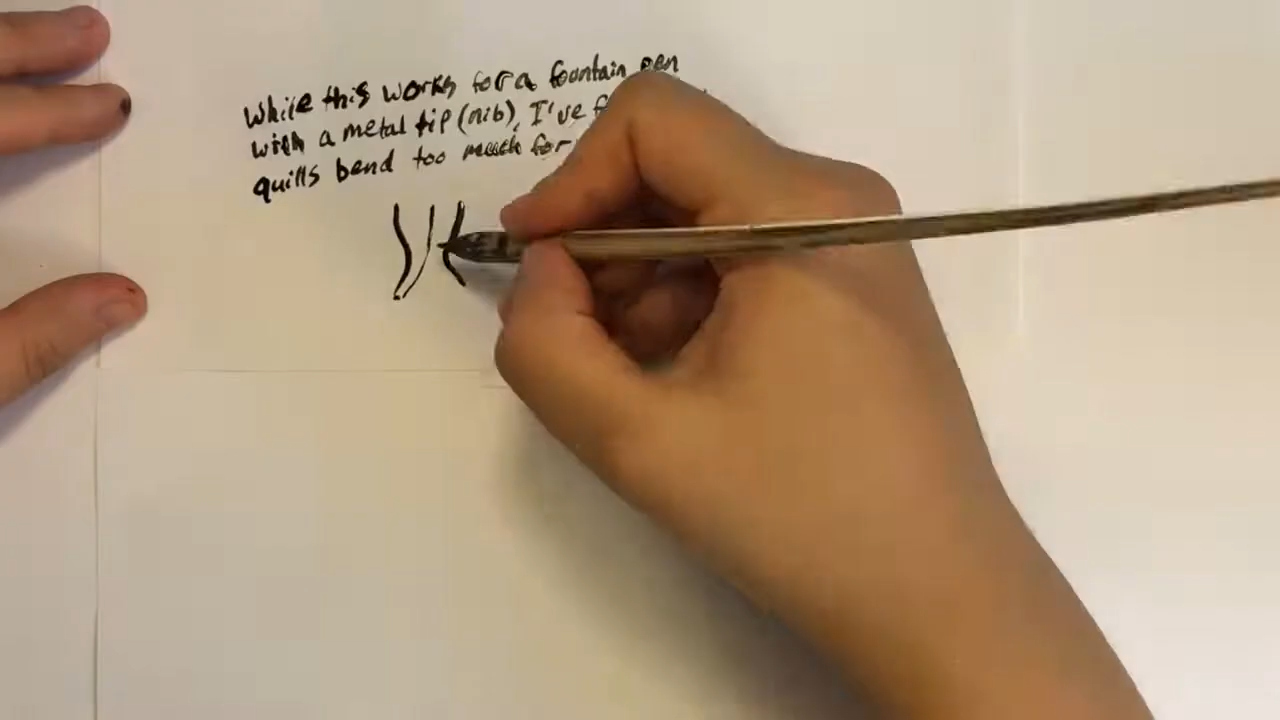 While this works for a fountain pen
with a metal tip (nib), I've
quills bend too much for